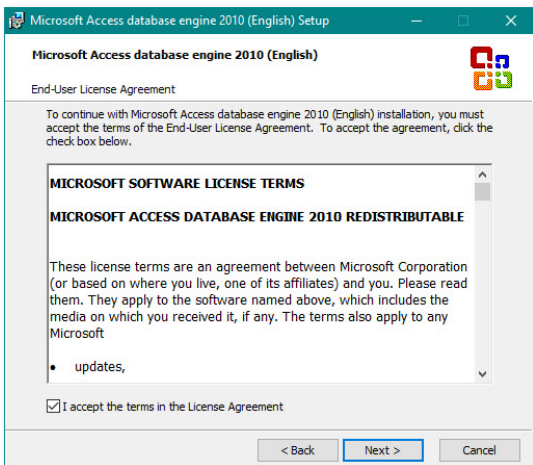 Microsoft Access database engine 2010 (English) Setup
Microsoft Access database engine 2010 (English)
End-User License Agreement
To continue with Microsoft Access database engine 2010 (English) installation, you must
accept the terms of the End-User License Agreement. To accept the agreement, click the
check box below.
MICROSOFT SOFTWARE LICENSE TERMS
MICROSOFT ACCESS DATABASE ENGINE 2010 REDISTRIBUTABLE
These license terms are an agreement between Microsoft Corporation
(or based on where you live, one of its affiliates) and you. Please read
them. They apply to the software named above, which includes the
media on which you received it, if any. The terms also apply to any
Microsoft
• updates,
I accept the terms in the License Agreement
< Back Next > Cancel